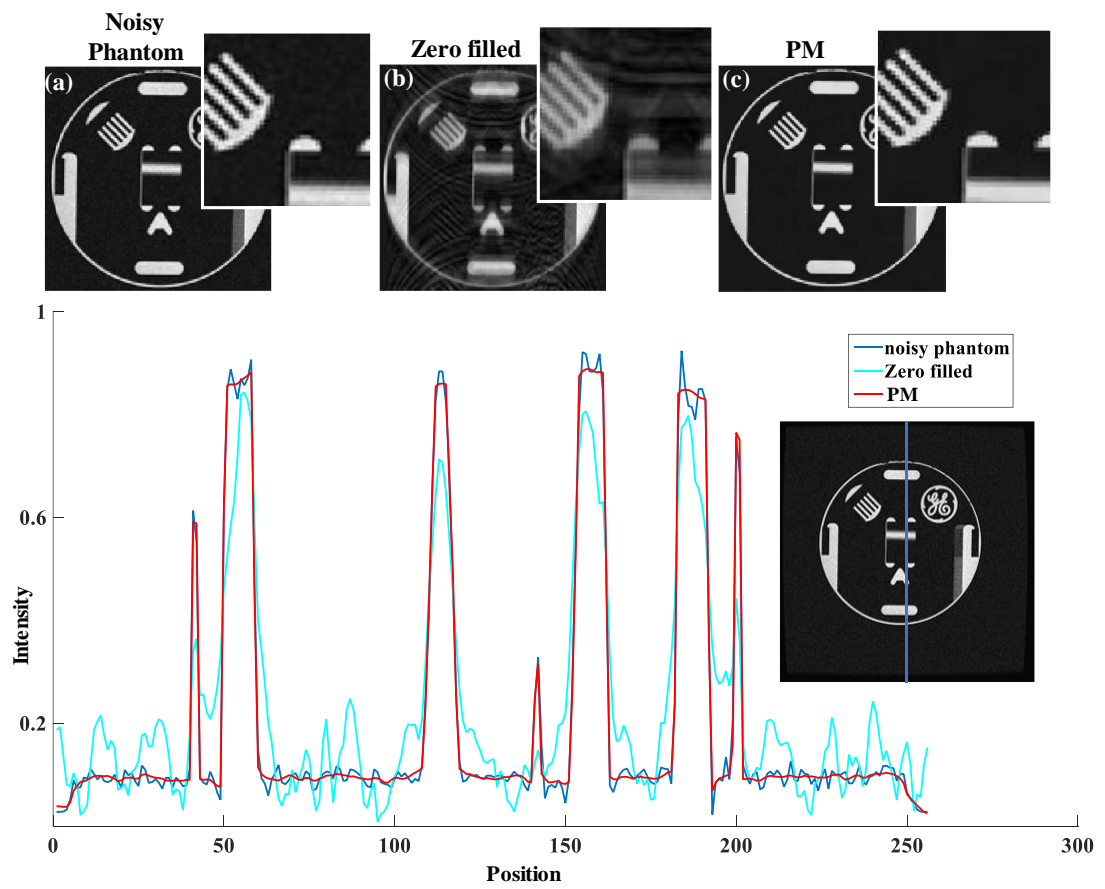 Noisy
Phantom
Zero filled
PM
(a)
(b)
(c)
1
0.6
0.2
Intensity
noisy phantom
Zero filled
PM
GE
0
50
100
150
200
250
300
Position